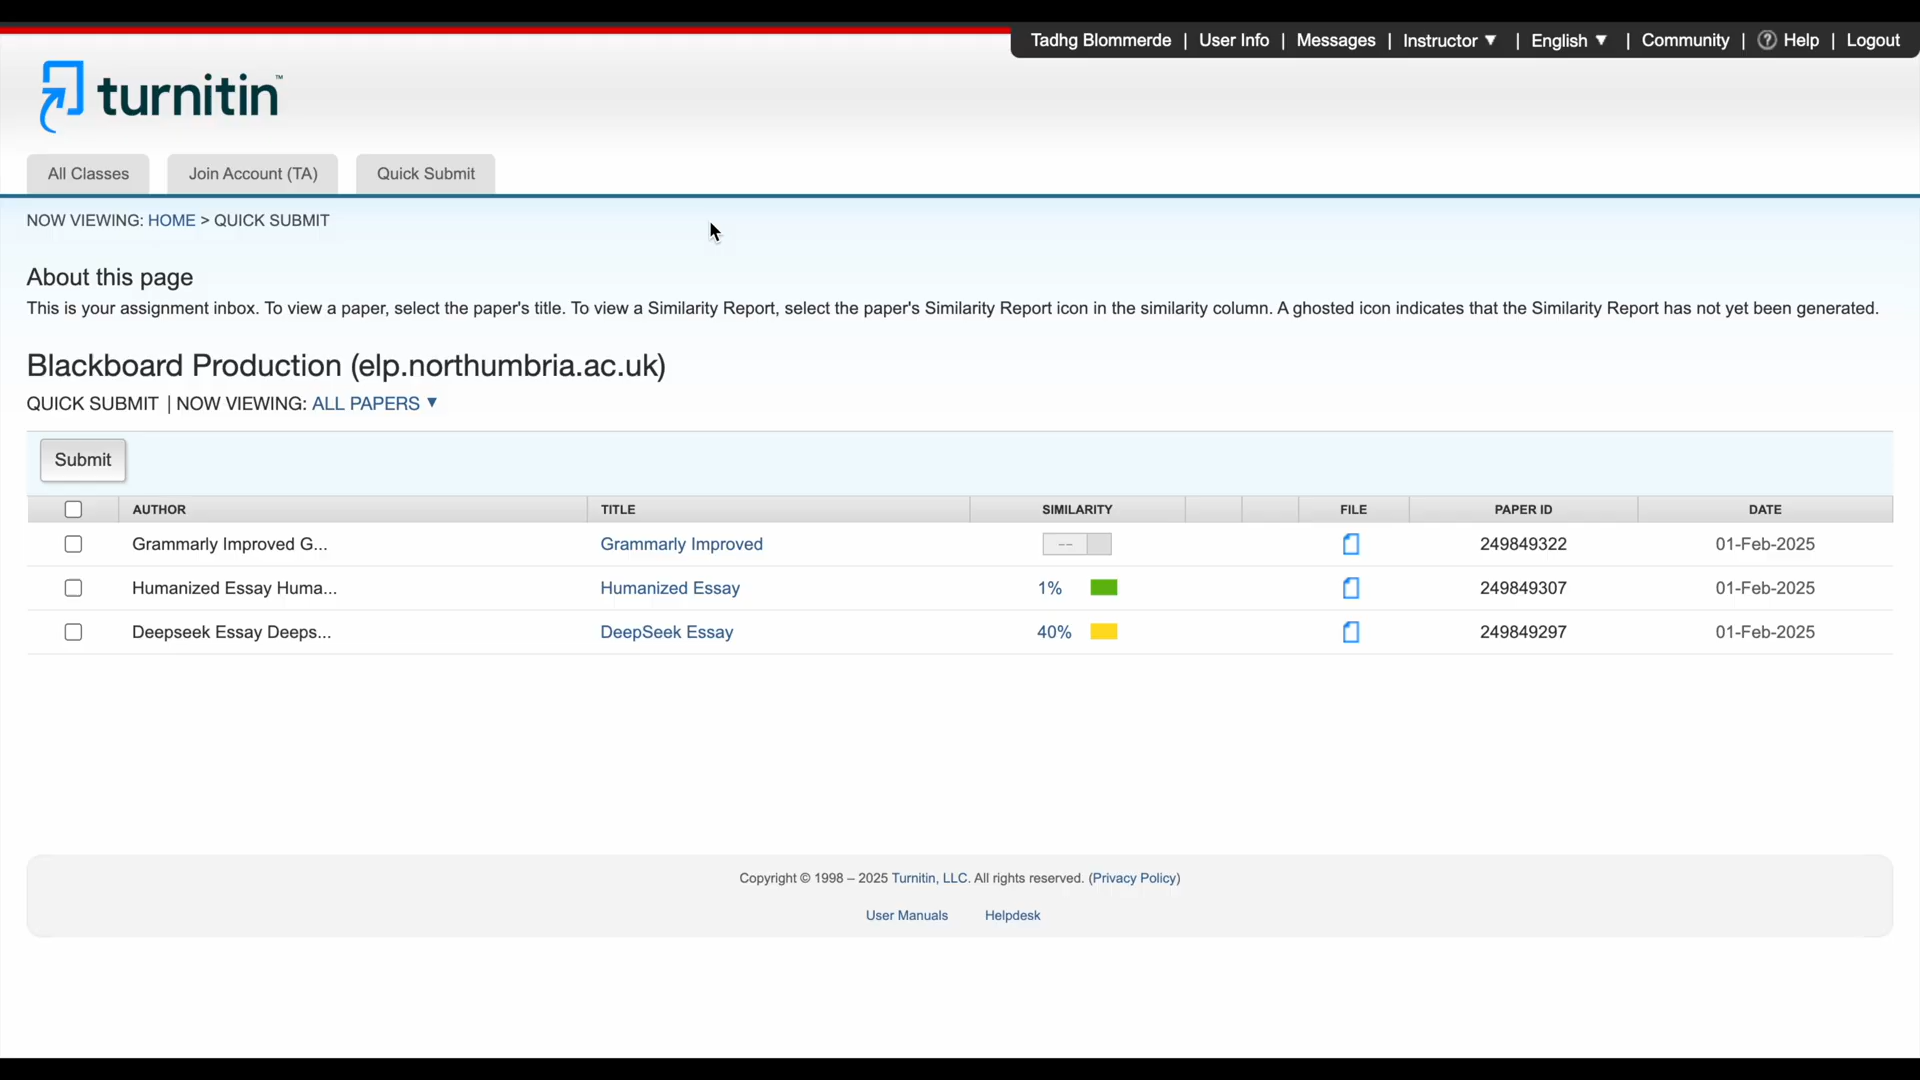 Tadhg Blommerde | User Info | Messages | Instructor ▼ | English ▼ | Community | ? Help | Logout
turnitin™
All Classes Join Account (TA) Quick Submit
NOW VIEWING: HOME > QUICK SUBMIT
About this page
This is your assignment inbox. To view a paper, select the paper's title. To view a Similarity Report, select the paper's Similarity Report icon in the similarity column. A ghosted icon indicates that the Similarity Report has not yet been generated.
Blackboard Production (elp.northumbria.ac.uk)
QUICK SUBMIT | NOW VIEWING: ALL PAPERS ▼
Submit
AUTHOR TITLE SIMILARITY FILE PAPER ID DATE
Grammarly Improved G... Grammarly Improved -- 249849322 01-Feb-2025
Humanized Essay Huma... Humanized Essay 1% 249849307 01-Feb-2025
Deepseek Essay Deeps... DeepSeek Essay 40% 249849297 01-Feb-2025
Copyright © 1998 – 2025 Turnitin, LLC. All rights reserved. (Privacy Policy)
User Manuals Helpdesk